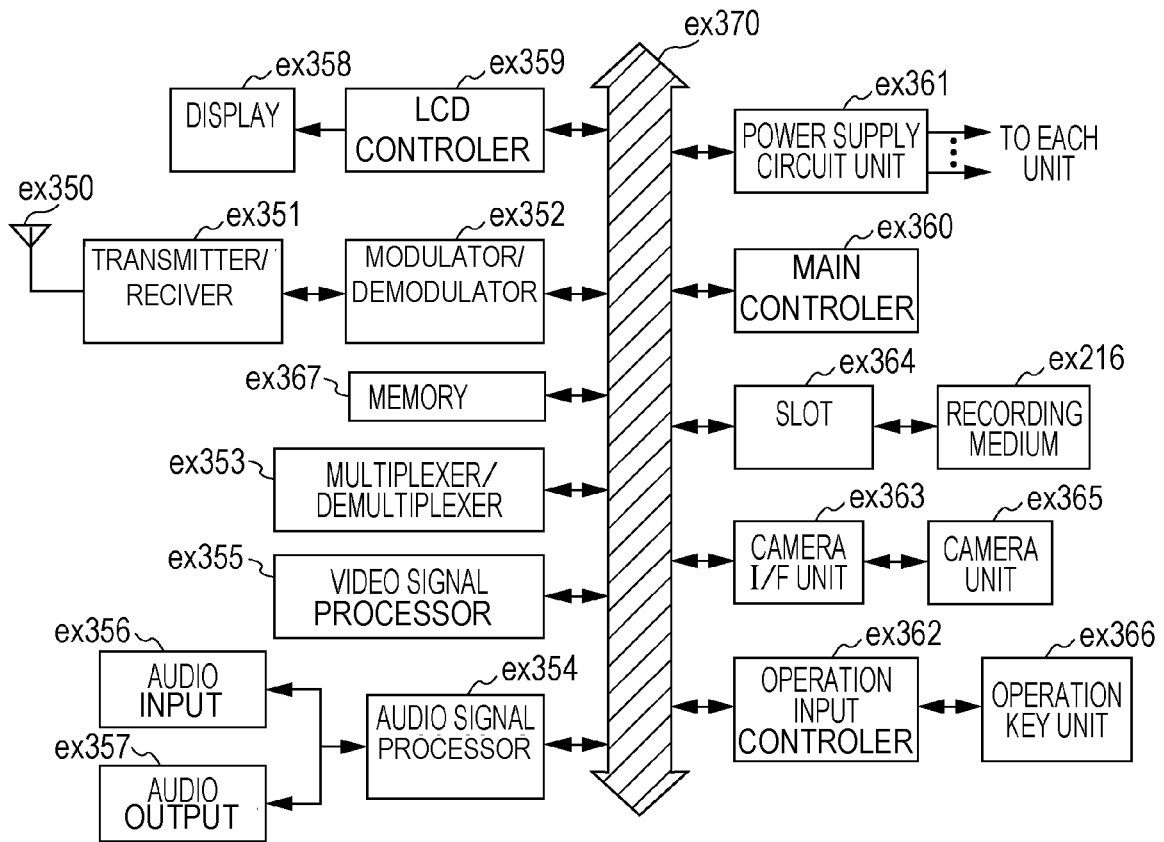 ex370
ex358
ex359
ex361
DISPLAY
LCD
CONTROLER
POWER SUPPLY
CIRCUIT UNIT
TO EACH
UNIT
ex350
ex351
ex352
ex360
TRANSMITTER/
RECIVER
MODULATOR/
DEMODULATOR
MAIN
CONTROLER
ex367
MEMORY
ex364
ex216
SLOT
RECORDING
MEDIUM
ex353
MULTIPLEXER/
DEMULTIPLEXER
ex363
ex365
CAMERA
I/F UNIT
CAMERA
UNIT
ex355
VIDEO SIGNAL
PROCESSOR
ex356
AUDIO
INPUT
ex354
AUDIO SIGNAL
PROCESSOR
ex362
ex366
OPERATION
INPUT
CONTROLER
OPERATION
KEY UNIT
ex357
AUDIO
OUTPUT